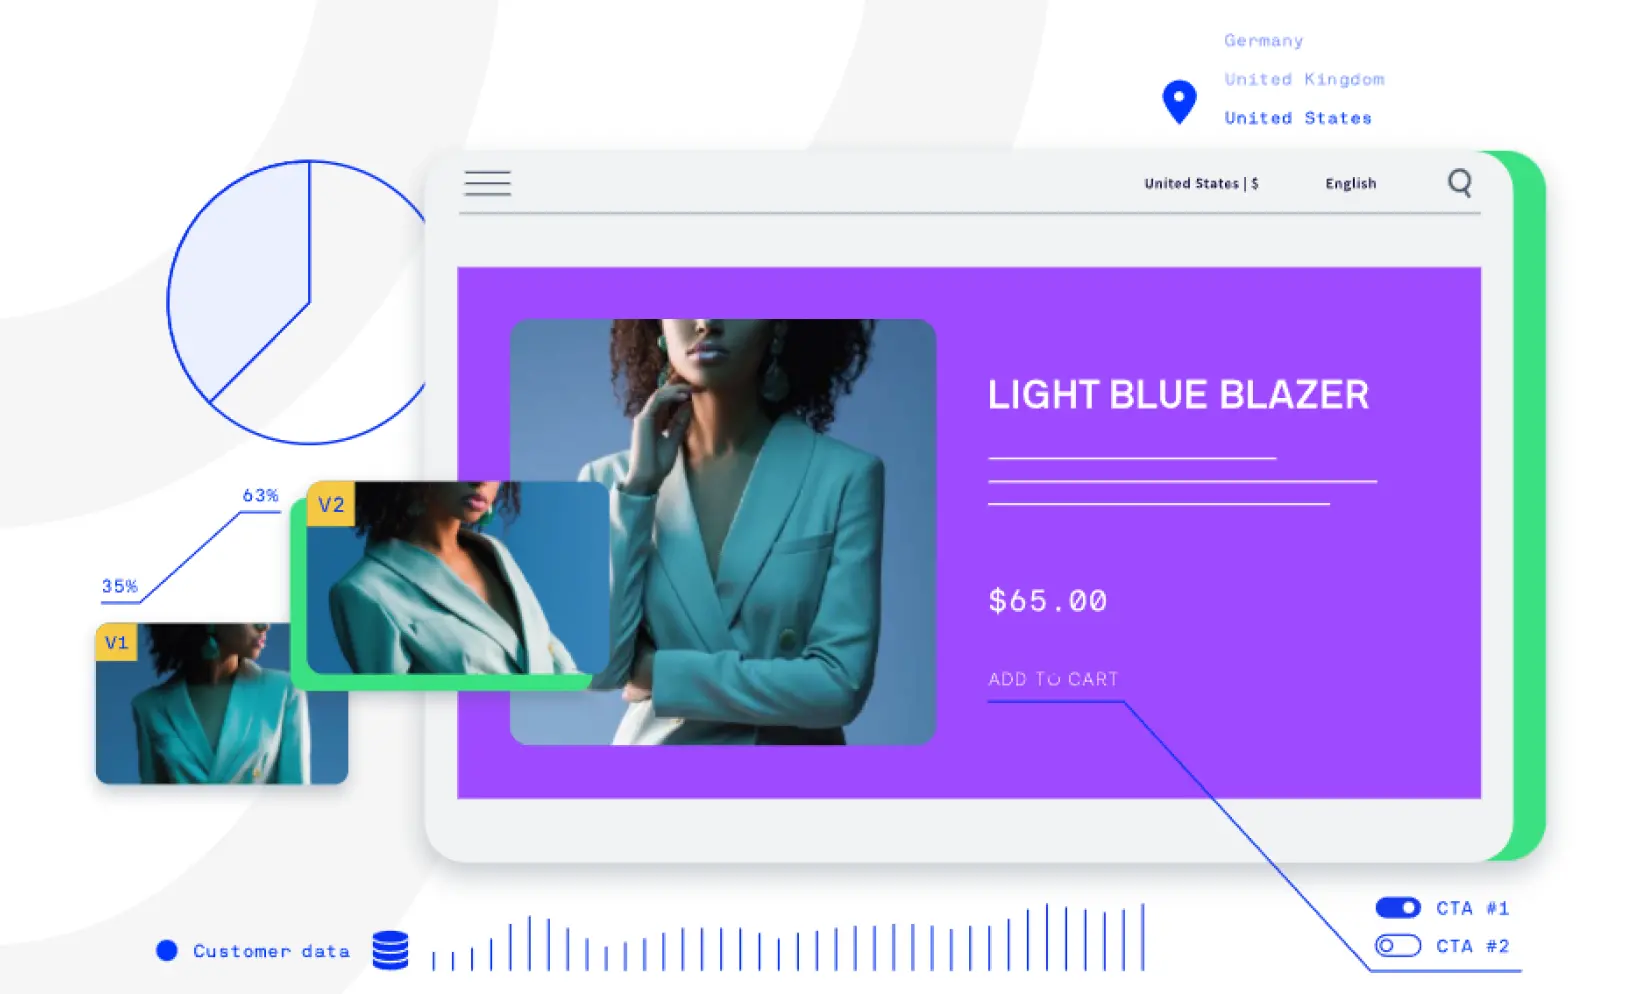 Germany
United Kingdom
United States
United States | $
English
LIGHT BLUE BLAZER
63%
V2
35%
V1
$65.00
ADD TO CART
CTA #1
CTA #2
Customer data